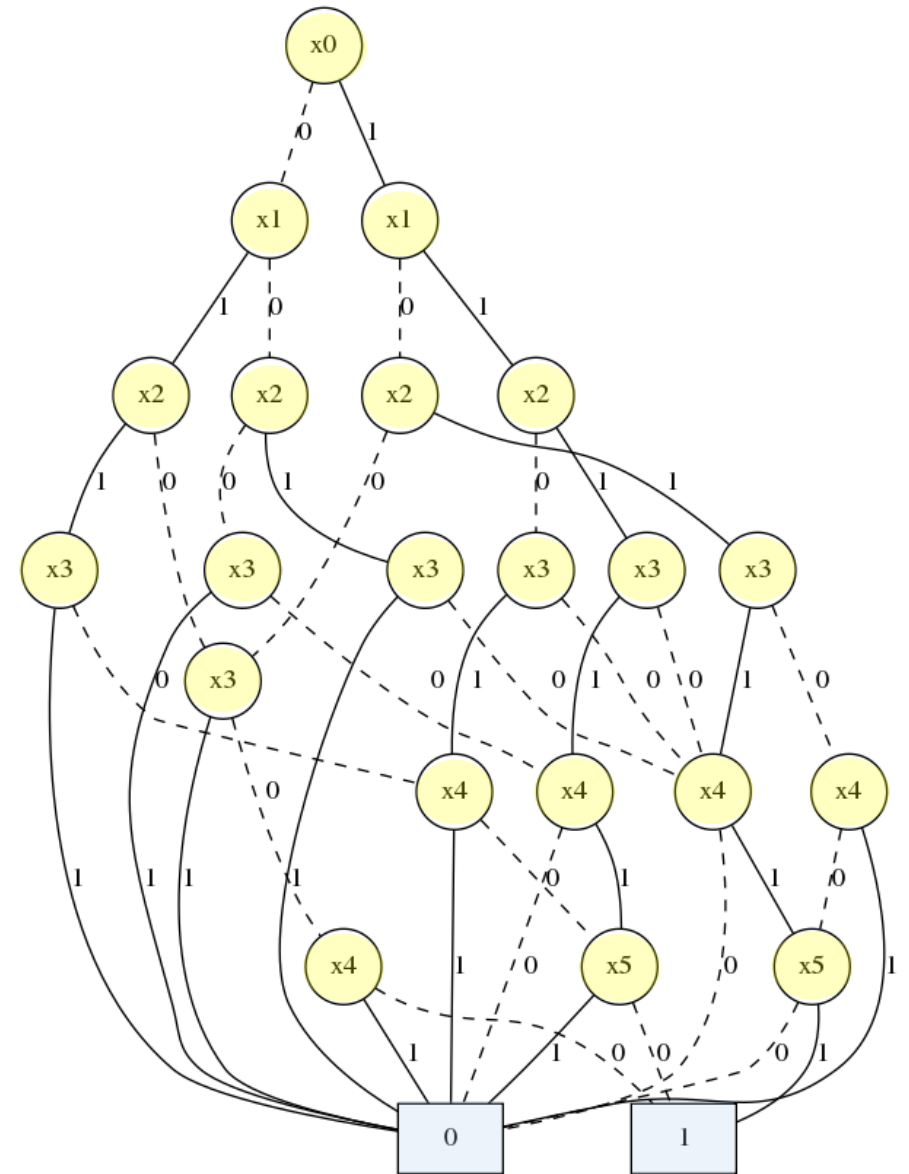 x0
0 1
x1 x1
1 0 0 1
x2 x2 x2 x2
1 0 0 1 0 0 1 1
x3 x3 x3 x3 x3 x3
0 x3 0 1 0 1 0 0 1 0
0 x4 x4 x4 x4
1 1 1 1 0 1 1 0
x4 1 0 x5 0 x5 1
1 1 0 0 0 1
0 1